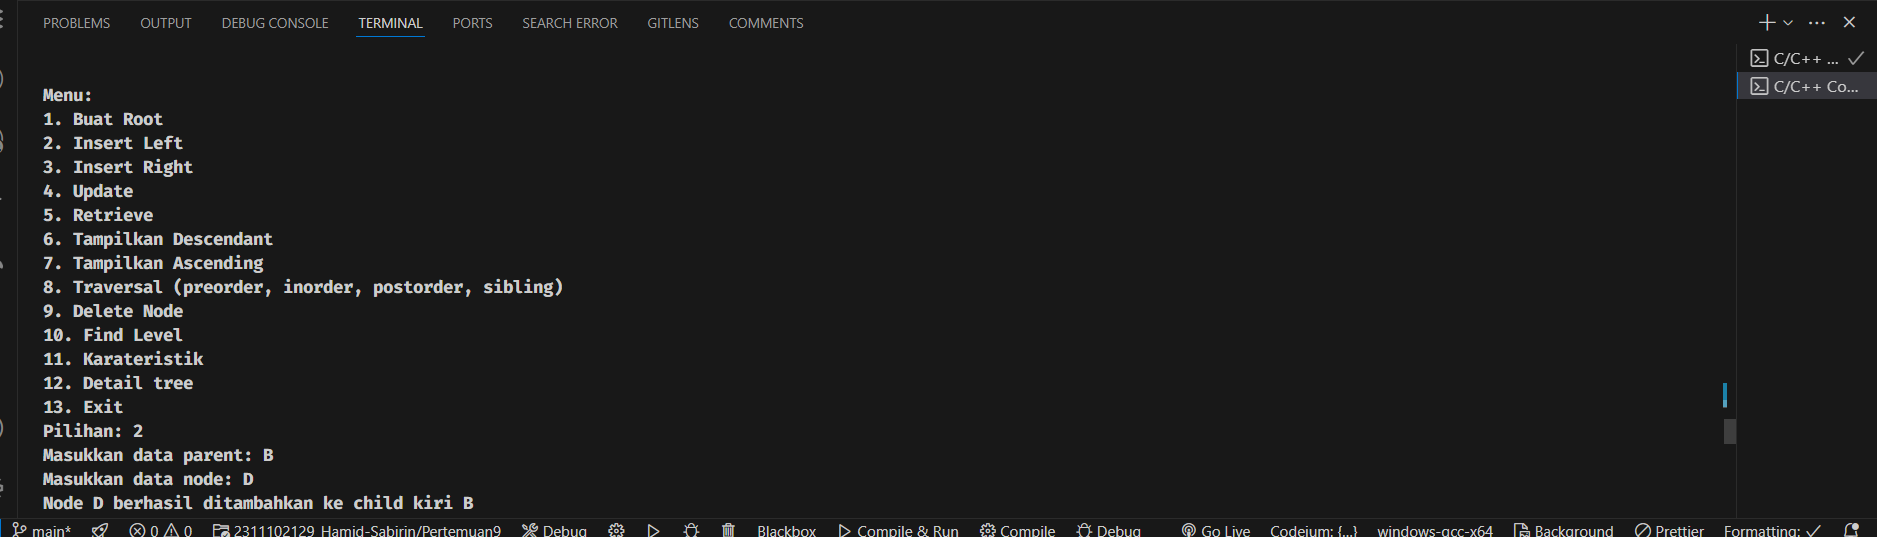 PROBLEMS OUTPUT DEBUG CONSOLE TERMINAL PORTS SEARCH ERROR GITLENS COMMENTS
C/C++ ...
C/C++ Co...
Menu:
1. Buat Root
2. Insert Left
3. Insert Right
4. Update
5. Retrieve
6. Tampilkan Descendant
7. Tampilkan Ascending
8. Traversal (preorder, inorder, postorder, sibling)
9. Delete Node
10. Find Level
11. Karateristik
12. Detail tree
13. Exit
Pilihan: 2
Masukkan data parent: B
Masukkan data node: D
Node D berhasil ditambahkan ke child kiri B
main* 0 0 2311102129_Hamid-Sabirin/Pertemuan9 Debug Blackbox Compile & Run Compile Debug Go Live Codeium: {...} windows-gcc-x64 Background Prettier Formatting: